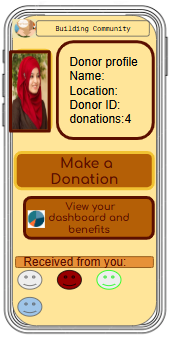 Building Community
Donor profile
Name:
Location:
Donor ID:
donations:4
Make a
Donation
View your
dashboard and
benefits
Received from you: